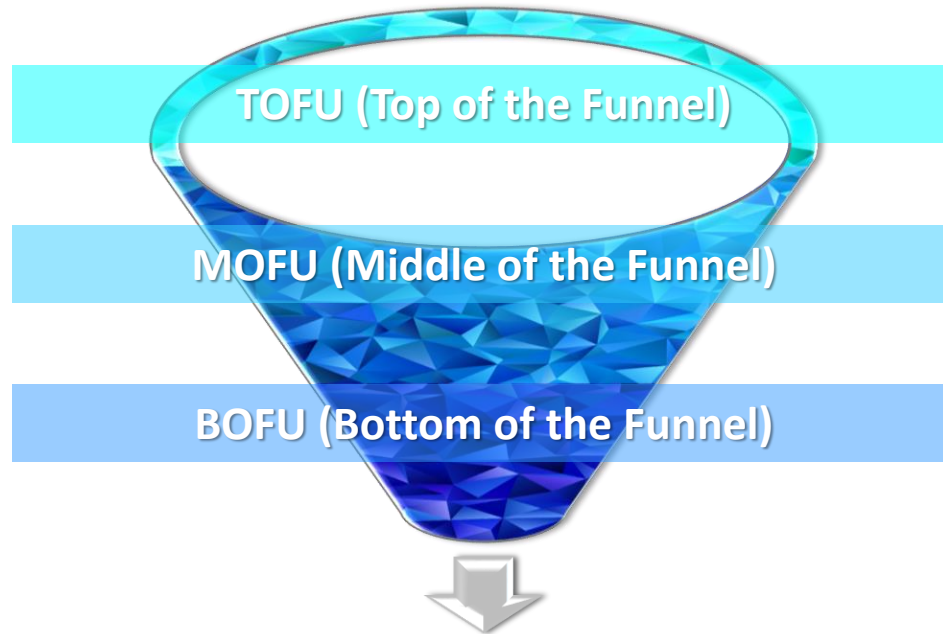 TOFU (Top of the Funnel)
MOFU (Middle of the Funnel)
BOFU (Bottom of the Funnel)